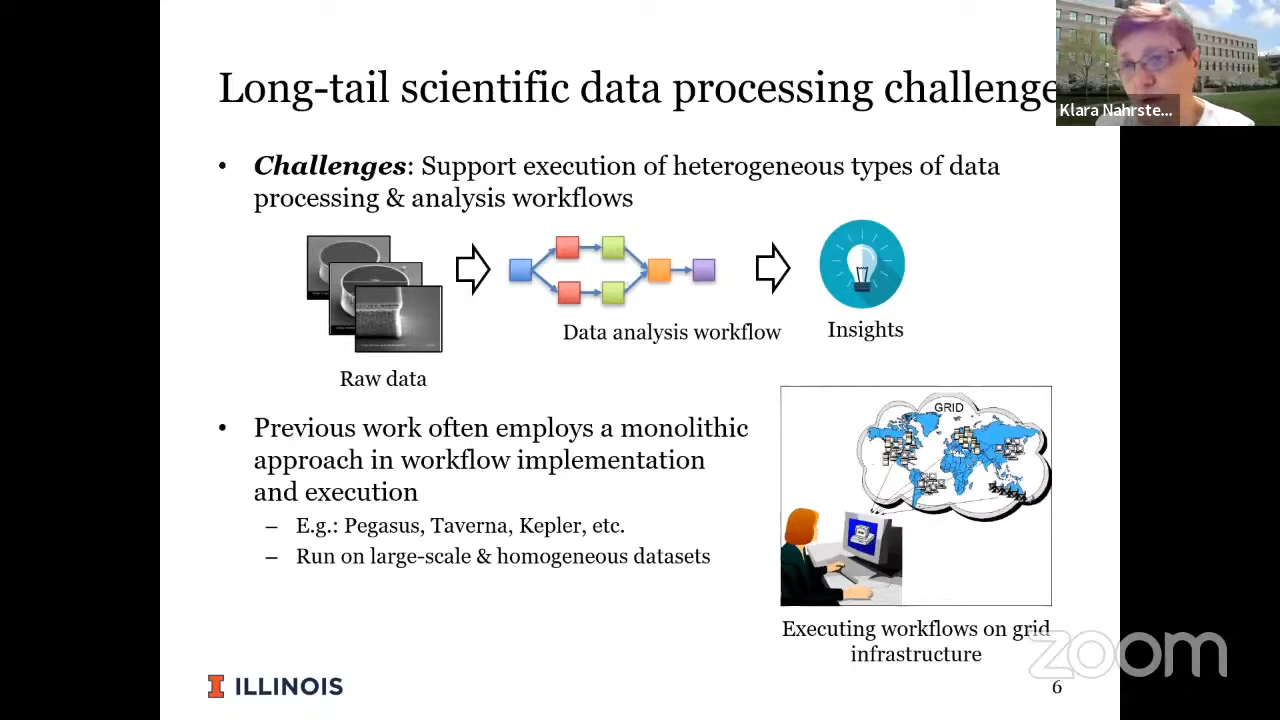 Long-tail scientific data processing challenge
Klara Nahrste...
• Challenges: Support execution of heterogeneous types of data
processing & analysis workflows
Data analysis workflow
Insights
Raw data
• Previous work often employs a monolithic
approach in workflow implementation
and execution
– E.g.: Pegasus, Taverna, Kepler, etc.
– Run on large-scale & homogeneous datasets
GRID
Executing workflows on grid
infrastructure
zoom
I ILLINOIS
6